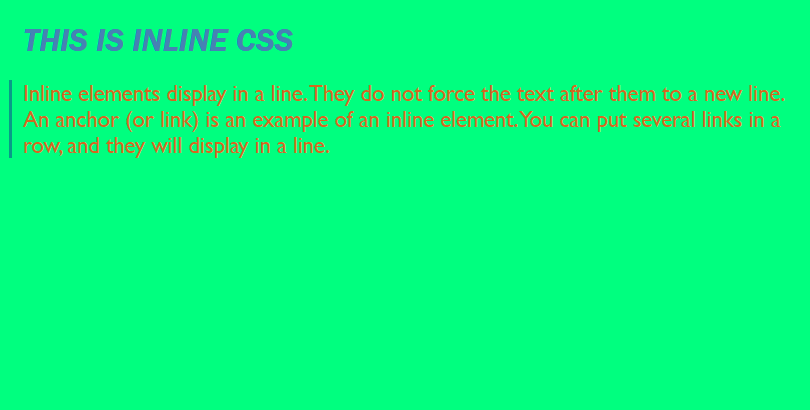 THIS IS INLINE CSS
Inline elements display in a line. They do not force the text after them to a new line.
An anchor (or link) is an example of an inline element. You can put several links in a
row, and they will display in a line.